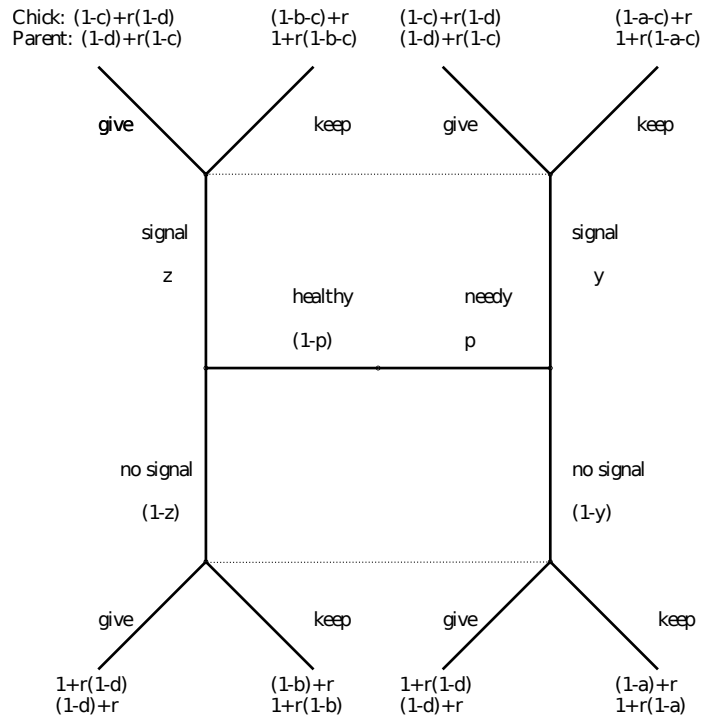 Chick: (1-c)+r(1-d) (1-b-c)+r (1-c)+r(1-d) (1-a-c)+r
Parent: (1-d)+r(1-c) 1+r(1-b-c) (1-d)+r(1-c) 1+r(1-a-c)
give keep give keep
signal signal
z y
healthy needy
(1-p) p
no signal no signal
(1-z) (1-y)
give keep give keep
1+r(1-d) (1-b)+r 1+r(1-d) (1-a)+r
(1-d)+r 1+r(1-b) (1-d)+r 1+r(1-a)